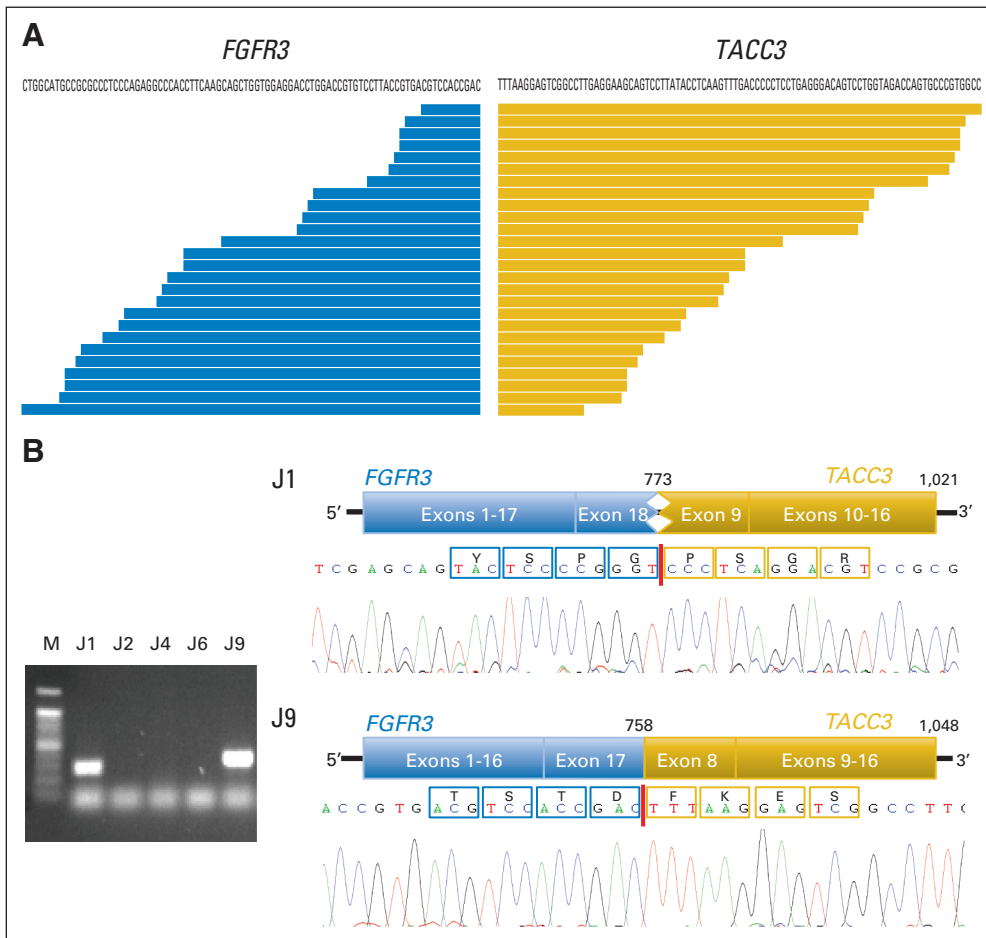 A
FGFR3 TACC3
CTGGCATGCCGCGCCCTCCCAGAGGCCCACCTTCAAGCAGCTGGTGGAGGACCTGGACCGTGTCCTTACCGTGACGTCCACCGAC TTTAAGGAGTCGGCCTTGAGGAAGCAGTCCTTATACCTCAAGTTTGACCCCCTCCTGAGGGACAGTCCTGGTAGACCAGTGCCCGTGGCC
B
J1
FGFR3 773 TACC3 1,021
5' Exons 1-17 Exon 18 Exon 9 Exons 10-16 3'
Y S P G P S G R
T C G A G C A G T A C T C C C C G G G T C C C T C A G G A C G T C C G C G
M J1 J2 J4 J6 J9
J9
FGFR3 758 TACC3 1,048
5' Exons 1-16 Exon 17 Exon 8 Exons 9-16 3'
T S T D F K E S
A C C G T G A C G T C C A C C G A C T T T A A G G A G T C G G C C T T G